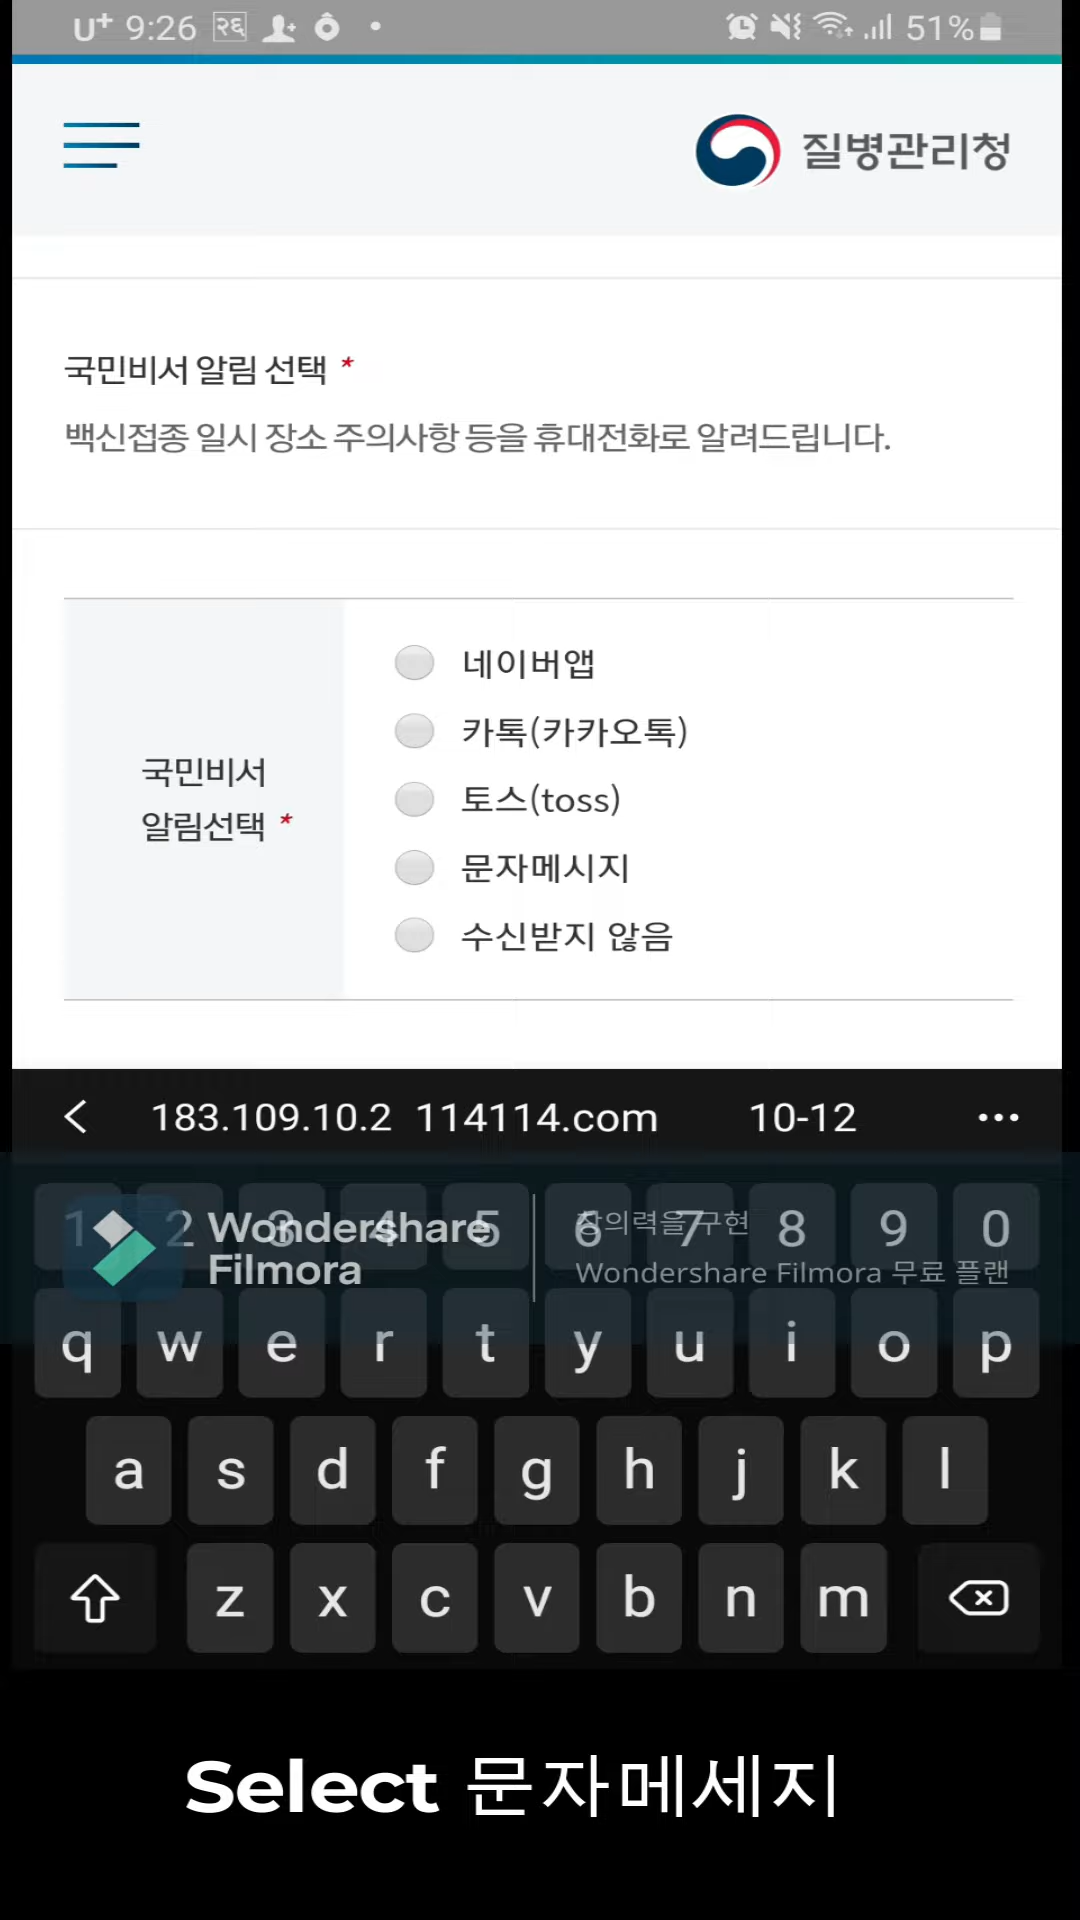 U+ 9:26 २६ 51%
질병관리청
국민비서 알림 선택 *
백신접종 일시 장소 주의사항 등을 휴대전화로 알려드립니다.
국민비서
알림선택 *
네이버앱
카톡(카카오톡)
토스(toss)
문자메시지
수신받지 않음
183.109.10.2 114114.com 10-12
1 2 3 4 5 6 7 8 9 0
Wondershare
Filmora
창의력을 구현
Wondershare Filmora 무료 플랜
q w e r t y u i o p
a s d f g h j k l
z x c v b n m
Select 문자메세지